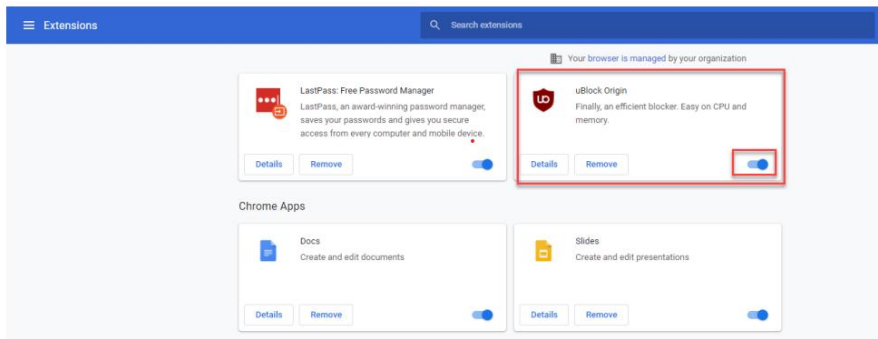 Extensions
Search extensions
Your browser is managed by your organization
LastPass: Free Password Manager
LastPass, an award-winning password manager,
saves your passwords and gives you secure
access from every computer and mobile device.
Details Remove
uBlock Origin
Finally, an efficient blocker. Easy on CPU and
memory.
Details Remove
Chrome Apps
Docs
Create and edit documents
Details Remove
Slides
Create and edit presentations
Details Remove